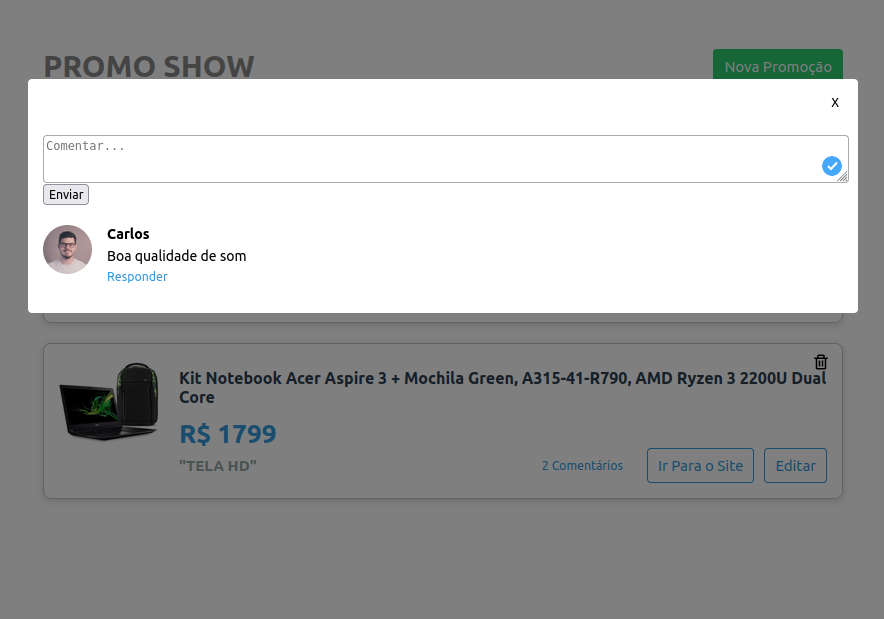 PROMO SHOW
Nova Promoção
X
Comentar...
Enviar
Carlos
Boa qualidade de som
Responder
Kit Notebook Acer Aspire 3 + Mochila Green, A315-41-R790, AMD Ryzen 3 2200U Dual
Core
R$ 1799
"TELA HD"
2 Comentários
Ir Para o Site
Editar